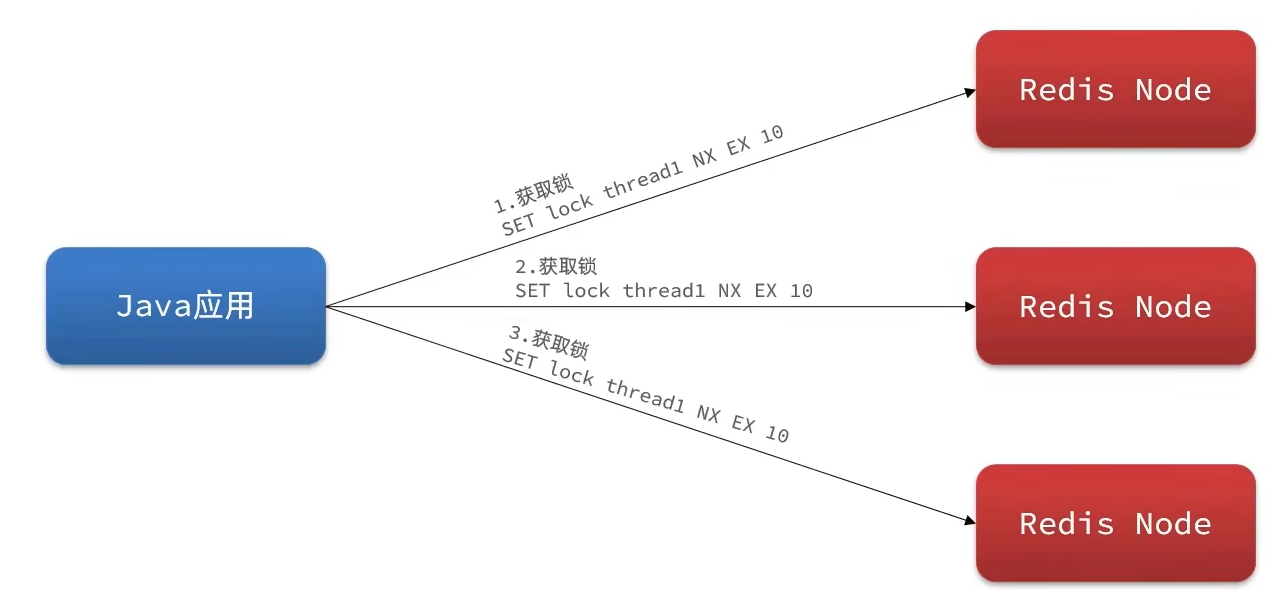 Redis Node
1.获取锁
SET lock thread1 NX EX 10
Java应用
2.获取锁
SET lock thread1 NX EX 10
Redis Node
3.获取锁
SET lock thread1 NX EX 10
Redis Node